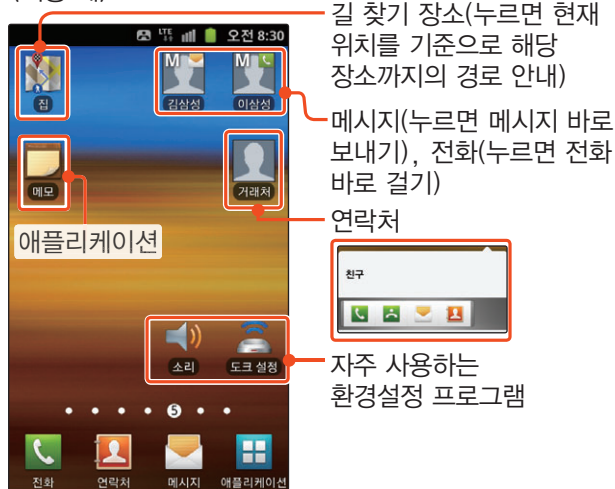 길 찾기 장소(누르면 현재
위치를 기준으로 해당
장소까지의 경로 안내)
LTE 오전 8:30
M M
집 김삼성 이삼성
메시지(누르면 메시지 바로
보내기), 전화(누르면 전화
바로 걸기)
메모 거래처
연락처
애플리케이션
친구
소리 도크 설정
자주 사용하는
환경설정 프로그램
5
전화 연락처 메시지 애플리케이션